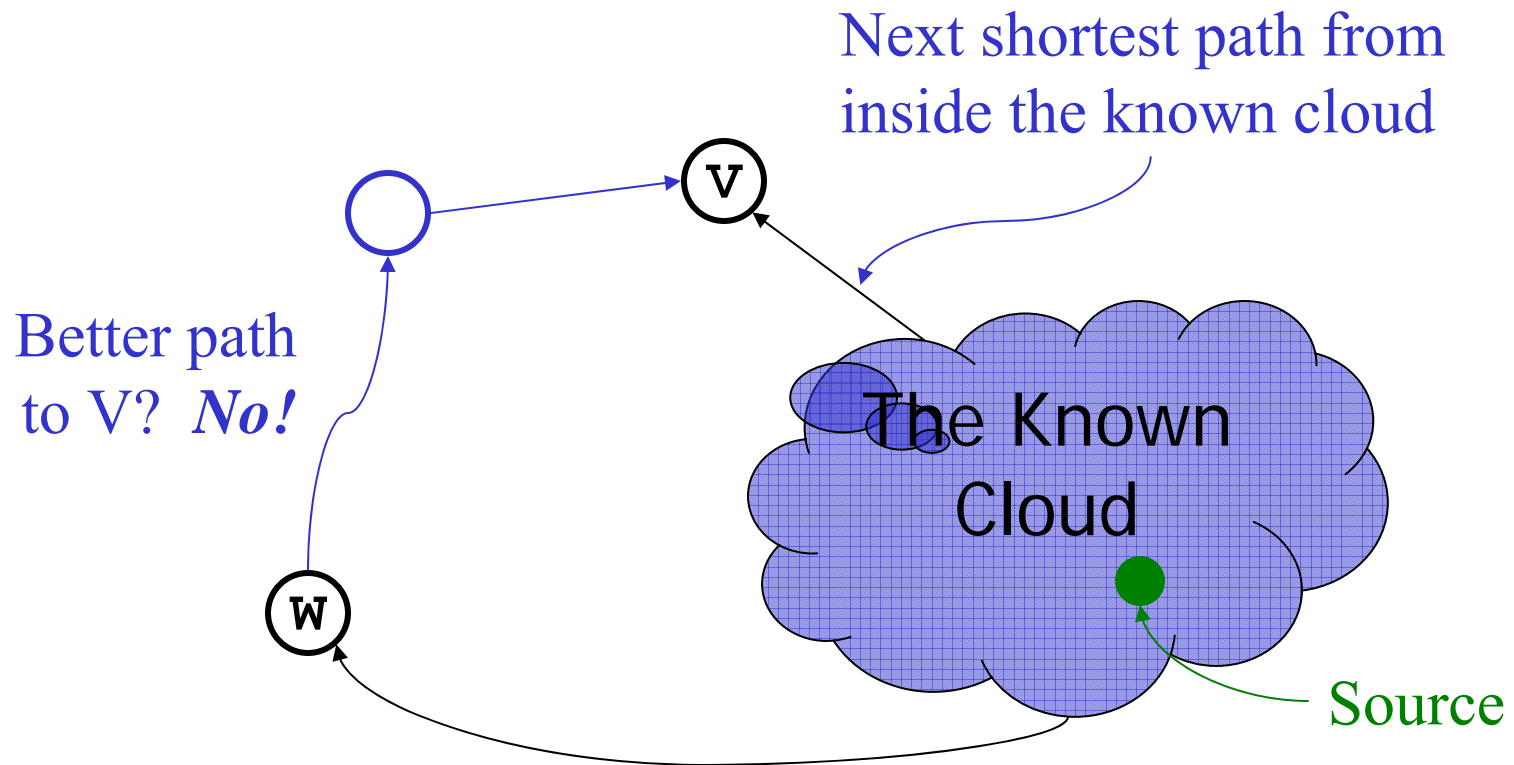 Next shortest path from
inside the known cloud
V
Better path
to V? No!
The Known
Cloud
W
Source